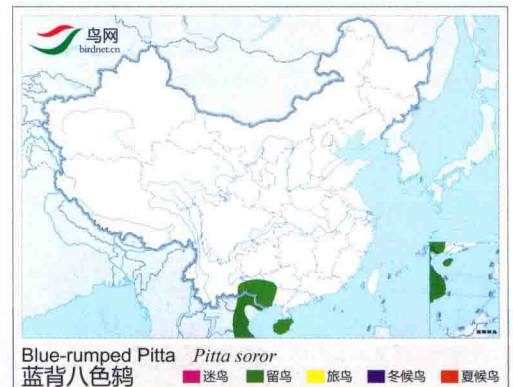 鸟网
birdnet.cn
Blue-rumped Pitta Pitta soror
蓝背八色鸫
迷鸟 留鸟 旅鸟 冬候鸟 夏候鸟